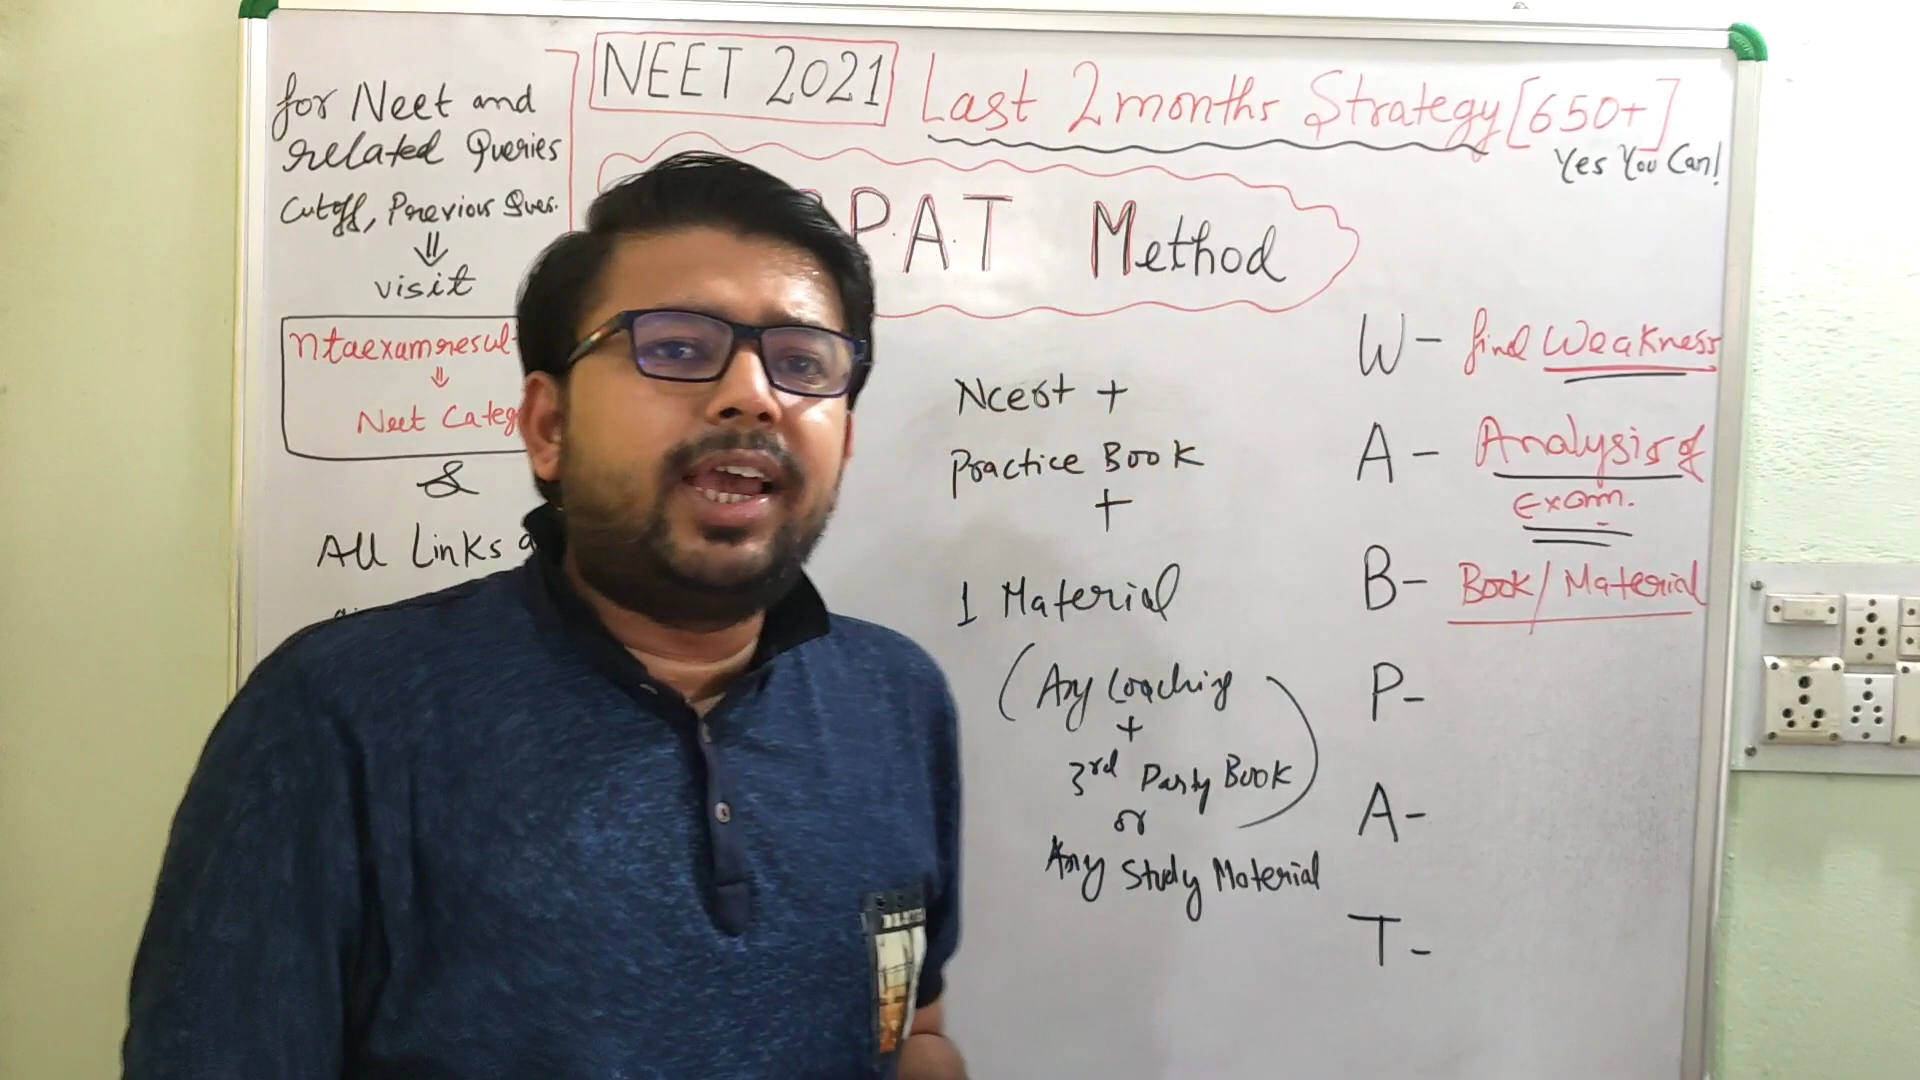 for Neet and
related Queries
Cutoff, Previous Ques.
⇓
visit
ntaexamresul
⇓
Neet Categ
&
All Links
NEET 2021
Last 2 months Strategy [650+]
Yes You Can!
P.A.T Method
Ncert +
Practice Book
+
1 Material
(Any Coaching
+
3rd Party Book
or
Any Study Material
W- find Weakness
A- Analysis of
Exam.
B- Book/Material
P-
A-
T-